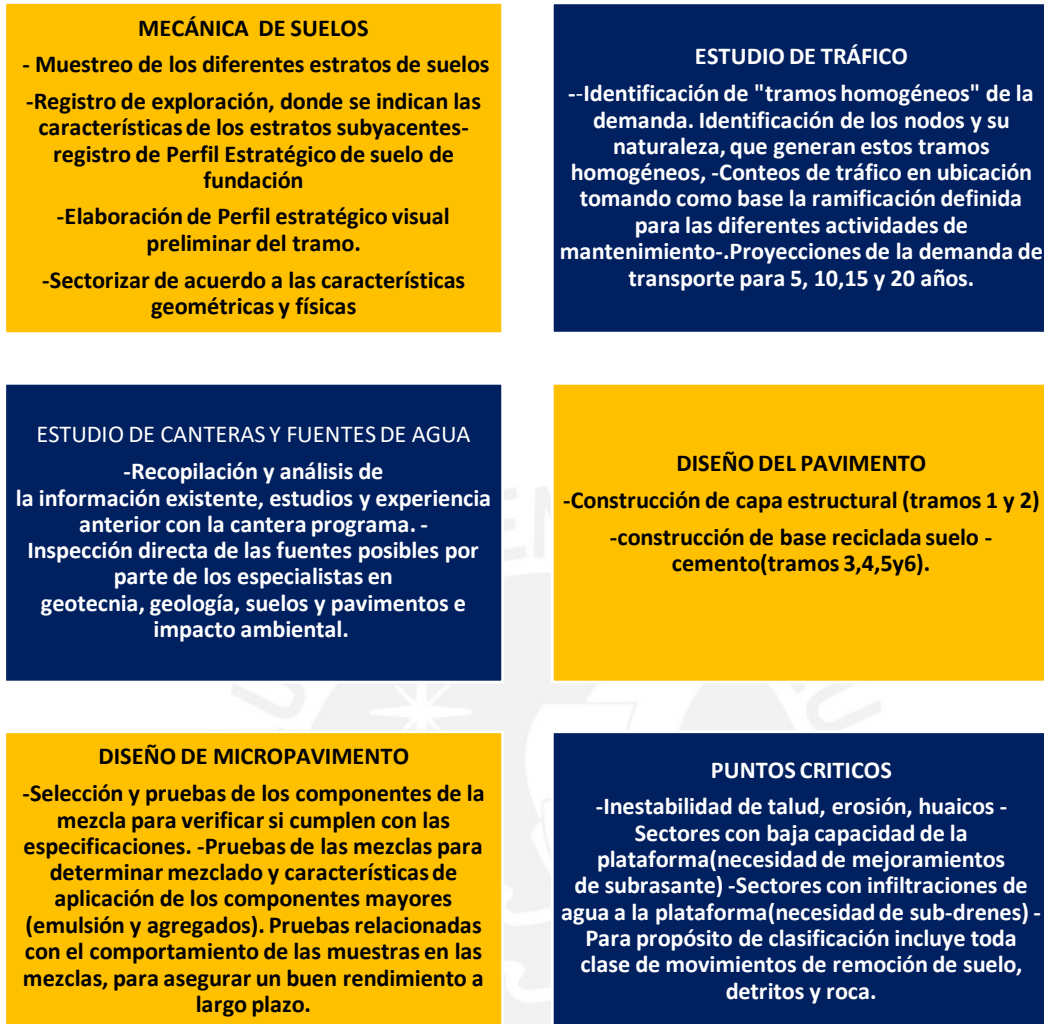 MECÁNICA DE SUELOS
- Muestreo de los diferentes estratos de suelos
-Registro de exploración, donde se indican las
características de los estratos subyacentes-
registro de Perfil Estratégico de suelo de
fundación
-Elaboración de Perfil estratégico visual
preliminar del tramo.
-Sectorizar de acuerdo a las características
geométricas y físicas
ESTUDIO DE TRÁFICO
--Identificación de "tramos homogéneos" de la
demanda. Identificación de los nodos y su
naturaleza, que generan estos tramos
homogéneos, -Conteos de tráfico en ubicación
tomando como base la ramificación definida
para las diferentes actividades de
mantenimiento-.Proyecciones de la demanda de
transporte para 5, 10,15 y 20 años.
ESTUDIO DE CANTERAS Y FUENTES DE AGUA
-Recopilación y análisis de
la información existente, estudios y experiencia
anterior con la cantera programa. -
Inspección directa de las fuentes posibles por
parte de los especialistas en
geotecnia, geología, suelos y pavimentos e
impacto ambiental.
DISEÑO DEL PAVIMENTO
-Construcción de capa estructural (tramos 1 y 2)
-construcción de base reciclada suelo -
cemento(tramos 3,4,5y6).
DISEÑO DE MICROPAVIMENTO
-Selección y pruebas de los componentes de la
mezcla para verificar si cumplen con las
especificaciones. -Pruebas de las mezclas para
determinar mezclado y características de
aplicación de los componentes mayores
(emulsión y agregados). Pruebas relacionadas
con el comportamiento de las muestras en las
mezclas, para asegurar un buen rendimiento a
largo plazo.
PUNTOS CRITICOS
-Inestabilidad de talud, erosión, huaicos -
Sectores con baja capacidad de la
plataforma(necesidad de mejoramientos
de subrasante) -Sectores con infiltraciones de
agua a la plataforma(necesidad de sub-drenes) -
Para propósito de clasificación incluye toda
clase de movimientos de remoción de suelo,
detritos y roca.